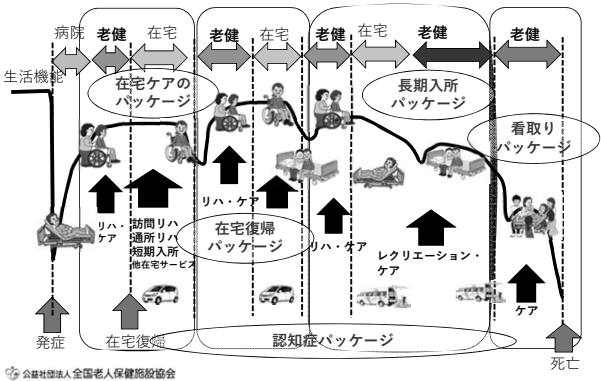 病院
老健
在宅
老健
在宅
老健
在宅
老健
老健
生活機能
在宅ケアの
パッケージ
長期入所
パッケージ
看取り
パッケージ
リハ・
ケア
訪問リハ
通所リハ
短期入所
他在宅サービス
リハ・ケア
在宅復帰
パッケージ
リハ・ケア
レクリエーション・
ケア
ケア
発症
在宅復帰
認知症パッケージ
死亡
公益社団法人 全国老人保健施設協会